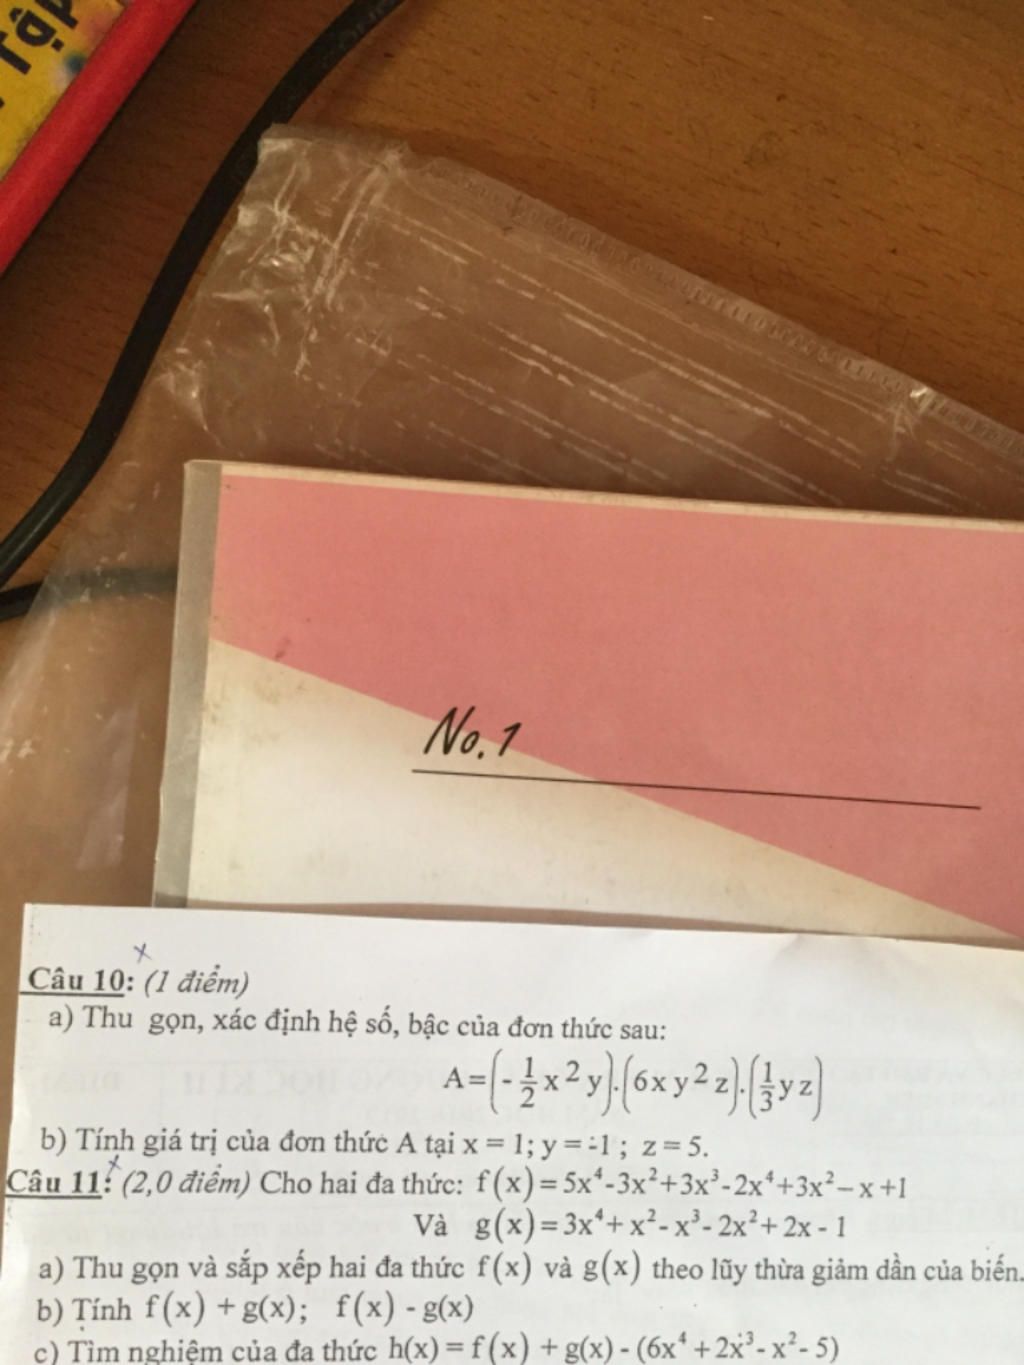 TẬP
No.1
Câu 10: (1 điểm)
a) Thu gọn, xác định hệ số, bậc của đơn thức sau:
A=(-1/2 x²y).(6xy²z).(1/3 yz)
b) Tính giá trị của đơn thức A tại x = 1; y = -1 ; z = 5.
Câu 11: (2,0 điểm) Cho hai đa thức: f(x) = 5x⁴-3x²+3x³-2x⁴+3x²– x +1
Và g(x) = 3x⁴+ x²- x³- 2x²+ 2x - 1
a) Thu gọn và sắp xếp hai đa thức f(x) và g(x) theo lũy thừa giảm dần của biến.
b) Tính f(x) + g(x); f(x) - g(x)
c) Tìm nghiệm của đa thức h(x) = f(x) + g(x) - (6x⁴ + 2x³- x²- 5)